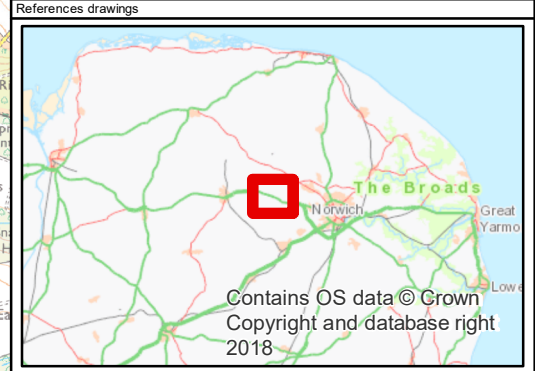 References drawings
The Broads
Norwich
Great
Yarmo
Lowe
Contains OS data © Crown
Copyright and database right
2018